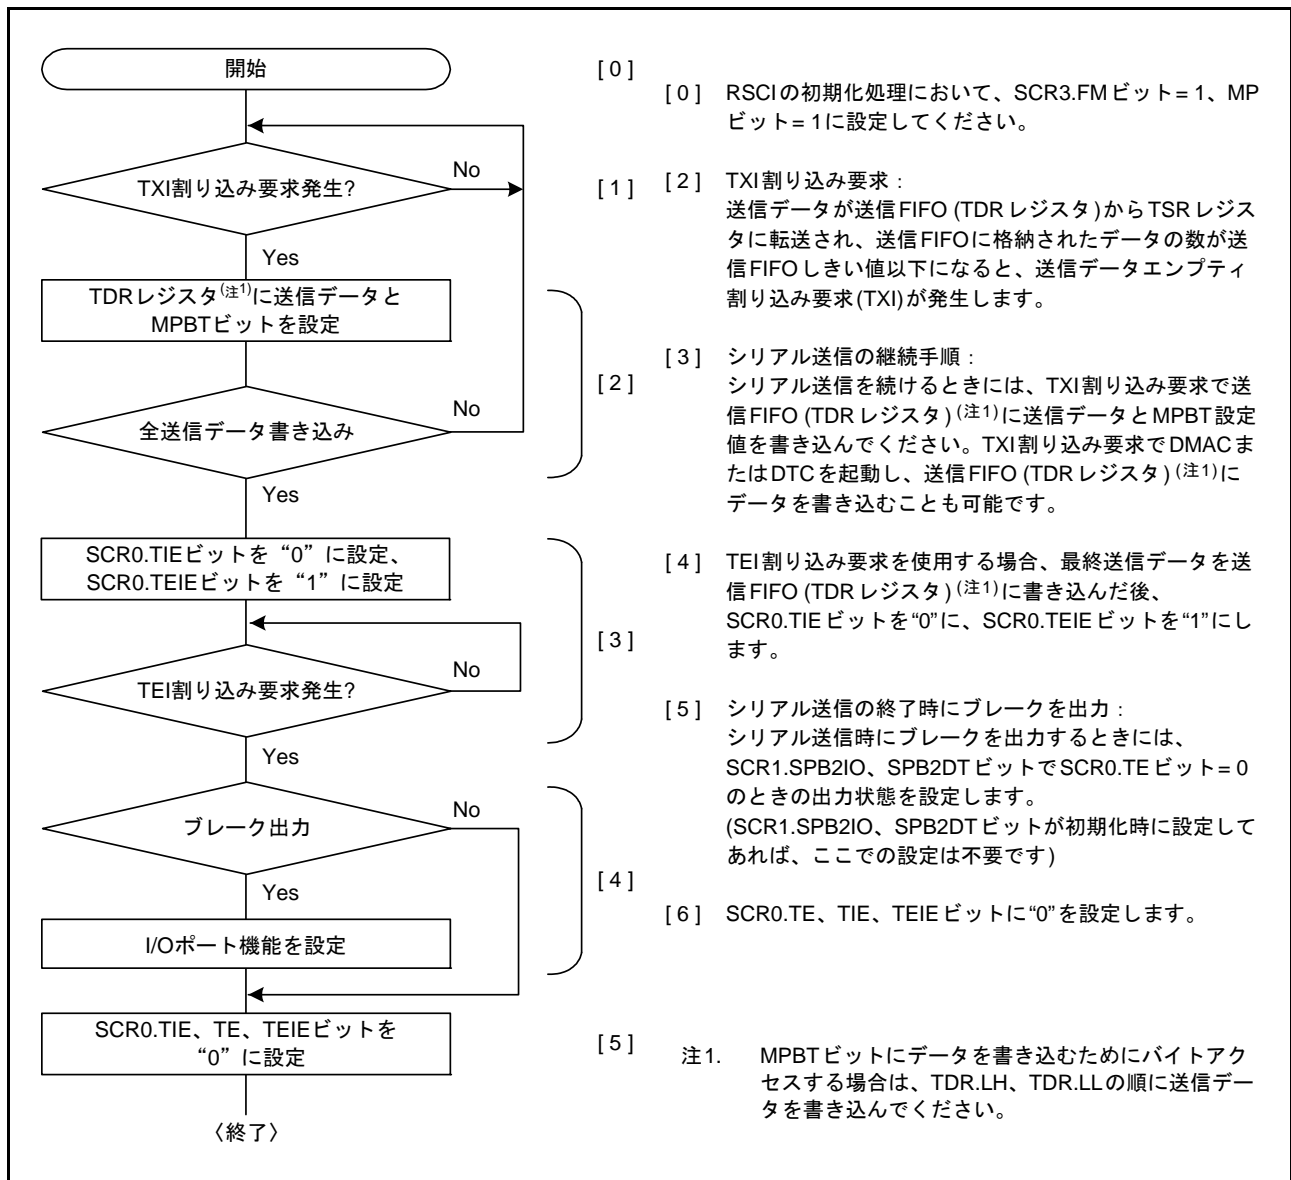 開始
[ 0 ]
TXI割り込み要求発生?
No
[ 1 ]
Yes
TDRレジスタ(注1)に送信データと
MPBTビットを設定
[ 2 ]
全送信データ書き込み
No
Yes
SCR0.TIEビットを “0” に設定、
SCR0.TEIEビットを “1” に設定
[ 3 ]
TEI割り込み要求発生?
No
Yes
ブレーク出力
No
[ 4 ]
Yes
I/Oポート機能を設定
SCR0.TIE、TE、TEIEビットを
“0” に設定
[ 5 ]
〈終了〉
[ 0 ] RSCIの初期化処理において、SCR3.FMビット= 1、MP
ビット= 1に設定してください。
[ 2 ] TXI割り込み要求：
送信データが送信FIFO (TDRレジスタ)からTSRレジス
タに転送され、送信FIFOに格納されたデータの数が送
信FIFOしきい値以下になると、送信データエンプティ
割り込み要求(TXI)が発生します。
[ 3 ] シリアル送信の継続手順：
シリアル送信を続けるときには、TXI割り込み要求で送
信FIFO (TDRレジスタ) (注1)に送信データとMPBT設定
値を書き込んでください。TXI割り込み要求でDMACま
たはDTCを起動し、送信FIFO (TDRレジスタ) (注1)に
データを書き込むことも可能です。
[ 4 ] TEI割り込み要求を使用する場合、最終送信データを送
信FIFO (TDRレジスタ) (注1)に書き込んだ後、
SCR0.TIEビットを“0”に、SCR0.TEIEビットを“1”にし
ます。
[ 5 ] シリアル送信の終了時にブレークを出力：
シリアル送信時にブレークを出力するときには、
SCR1.SPB2IO、SPB2DTビットでSCR0.TEビット= 0
のときの出力状態を設定します。
(SCR1.SPB2IO、SPB2DTビットが初期化時に設定して
あれば、ここでの設定は不要です)
[ 6 ] SCR0.TE、TIE、TEIEビットに“0”を設定します。
注1. MPBTビットにデータを書き込むためにバイトアク
セスする場合は、TDR.LH、TDR.LLの順に送信デー
タを書き込んでください。